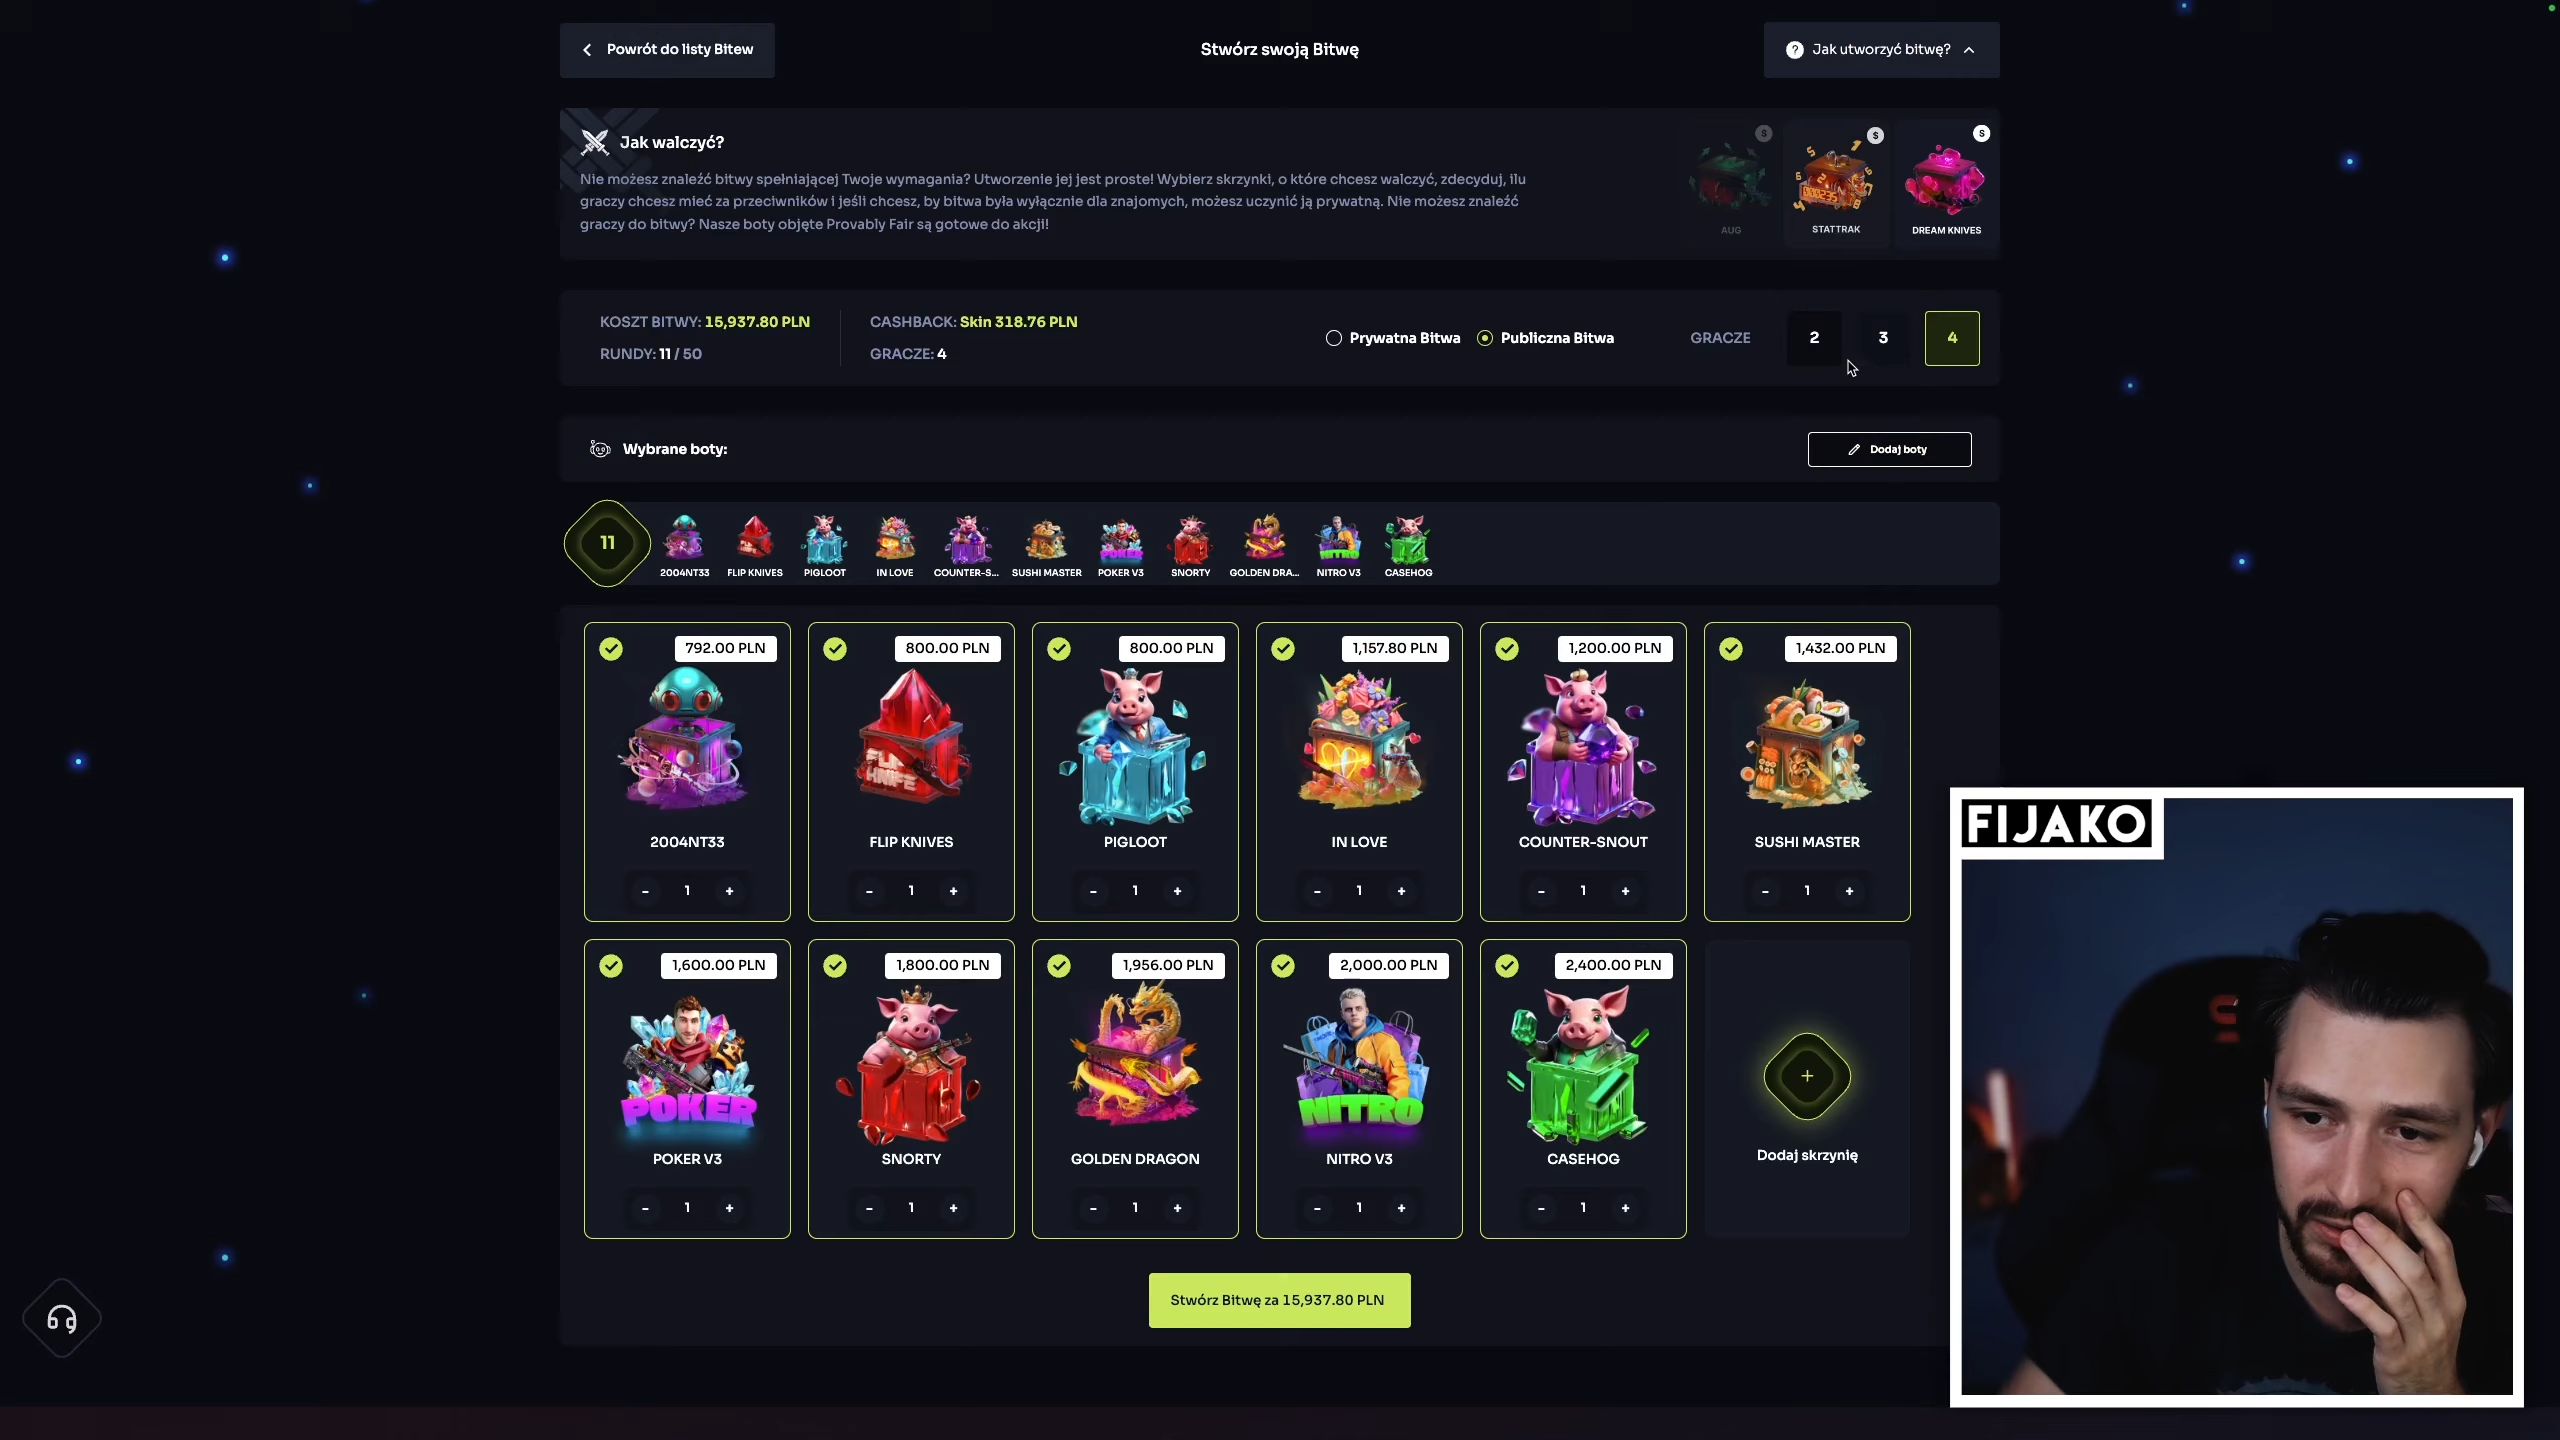 Powrót do listy Bitew
Stwórz swoją Bitwę
? Jak utworzyć bitwę?
Jak walczyć?
Nie możesz znaleźć bitwy spełniającej Twoje wymagania? Utworzenie jej jest proste! Wybierz skrzynki, o które chcesz walczyć, zdecyduj, ilu
graczy chcesz mieć za przeciwników i jeśli chcesz, by bitwa była wyłącznie dla znajomych, możesz uczynić ją prywatną. Nie możesz znaleźć
graczy do bitwy? Nasze boty objęte Provably Fair są gotowe do akcji!
$ $ $
AUG STATTRAK DREAM KNIVES
KOSZT BITWY: 15,937.80 PLN
RUNDY: 11 / 50
CASHBACK: Skin 318.76 PLN
GRACZE: 4
Prywatna Bitwa Publiczna Bitwa GRACZE 2 3 4
Wybrane boty:
Dodaj boty
11
2004NT33 FLIP KNIVES PIGLOOT IN LOVE COUNTER-S... SUSHI MASTER POKER V3 SNORTY GOLDEN DRA... NITRO V3 CASEHOG
792.00 PLN 800.00 PLN 800.00 PLN 1,157.80 PLN 1,200.00 PLN 1,432.00 PLN
FLIP
KNIFE
2004NT33 FLIP KNIVES PIGLOOT IN LOVE COUNTER-SNOUT SUSHI MASTER
- 1 + - 1 + - 1 + - 1 + - 1 + - 1 +
1,600.00 PLN 1,800.00 PLN 1,956.00 PLN 2,000.00 PLN 2,400.00 PLN
POKER NITRO
+
POKER V3 SNORTY GOLDEN DRAGON NITRO V3 CASEHOG Dodaj skrzynię
- 1 + - 1 + - 1 + - 1 + - 1 +
Stwórz Bitwę za 15,937.80 PLN
FIJAKO